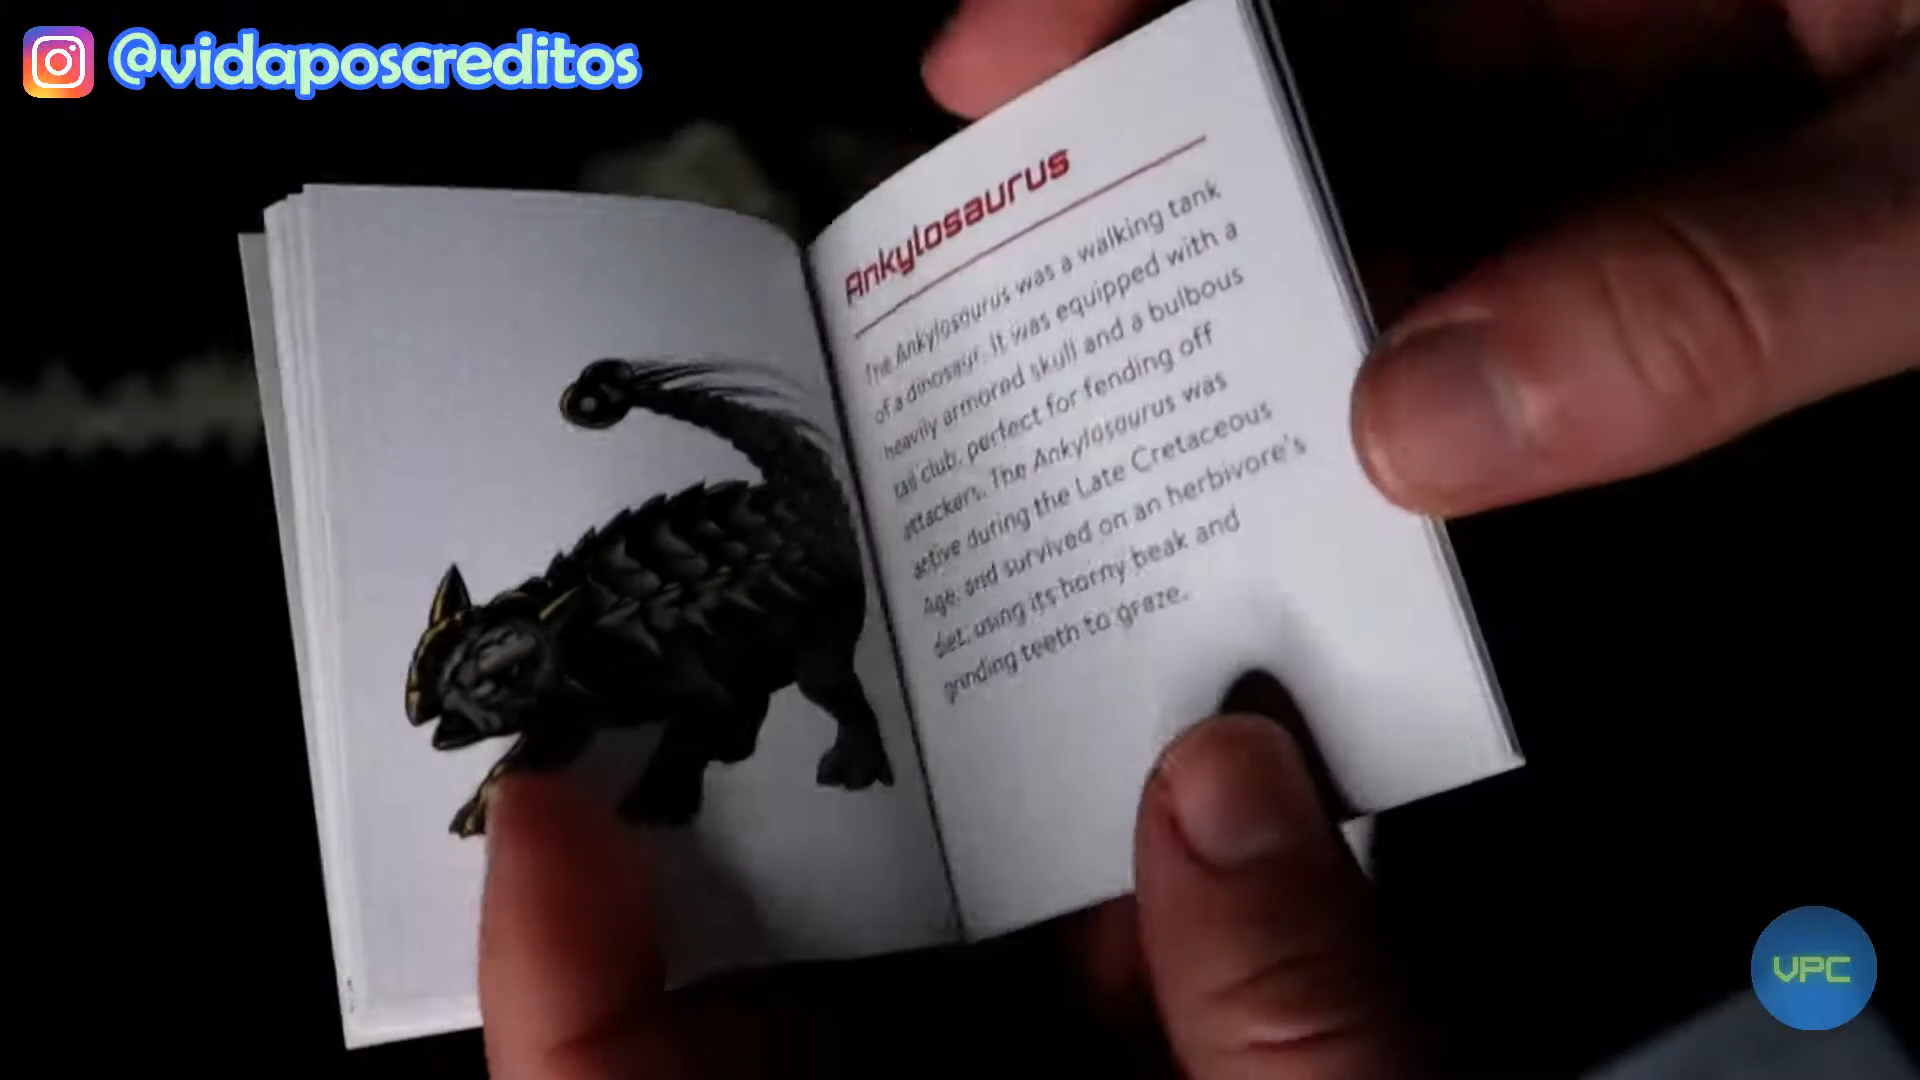 @vidaposcreditos
Ankylosaurus
The Ankylosaurus was a walking tank
of a dinosaur. It was equipped with a
heavily armored skull and a bulbous
tail club, perfect for fending off
attackers. The Ankylosaurus was
active during the Late Cretaceous
Age, and survived on an herbivore's
diet, using its horny beak and
grinding teeth to graze.
VPC